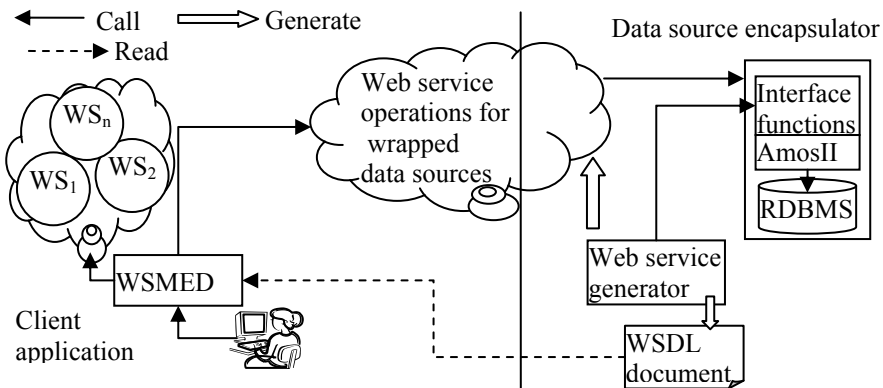 Call
Generate
Read
Data source encapsulator
WSn
WS1
WS2
Web service
operations for
wrapped
data sources
Interface
functions
AmosII
RDBMS
WSMED
Web service
generator
Client
application
WSDL
document